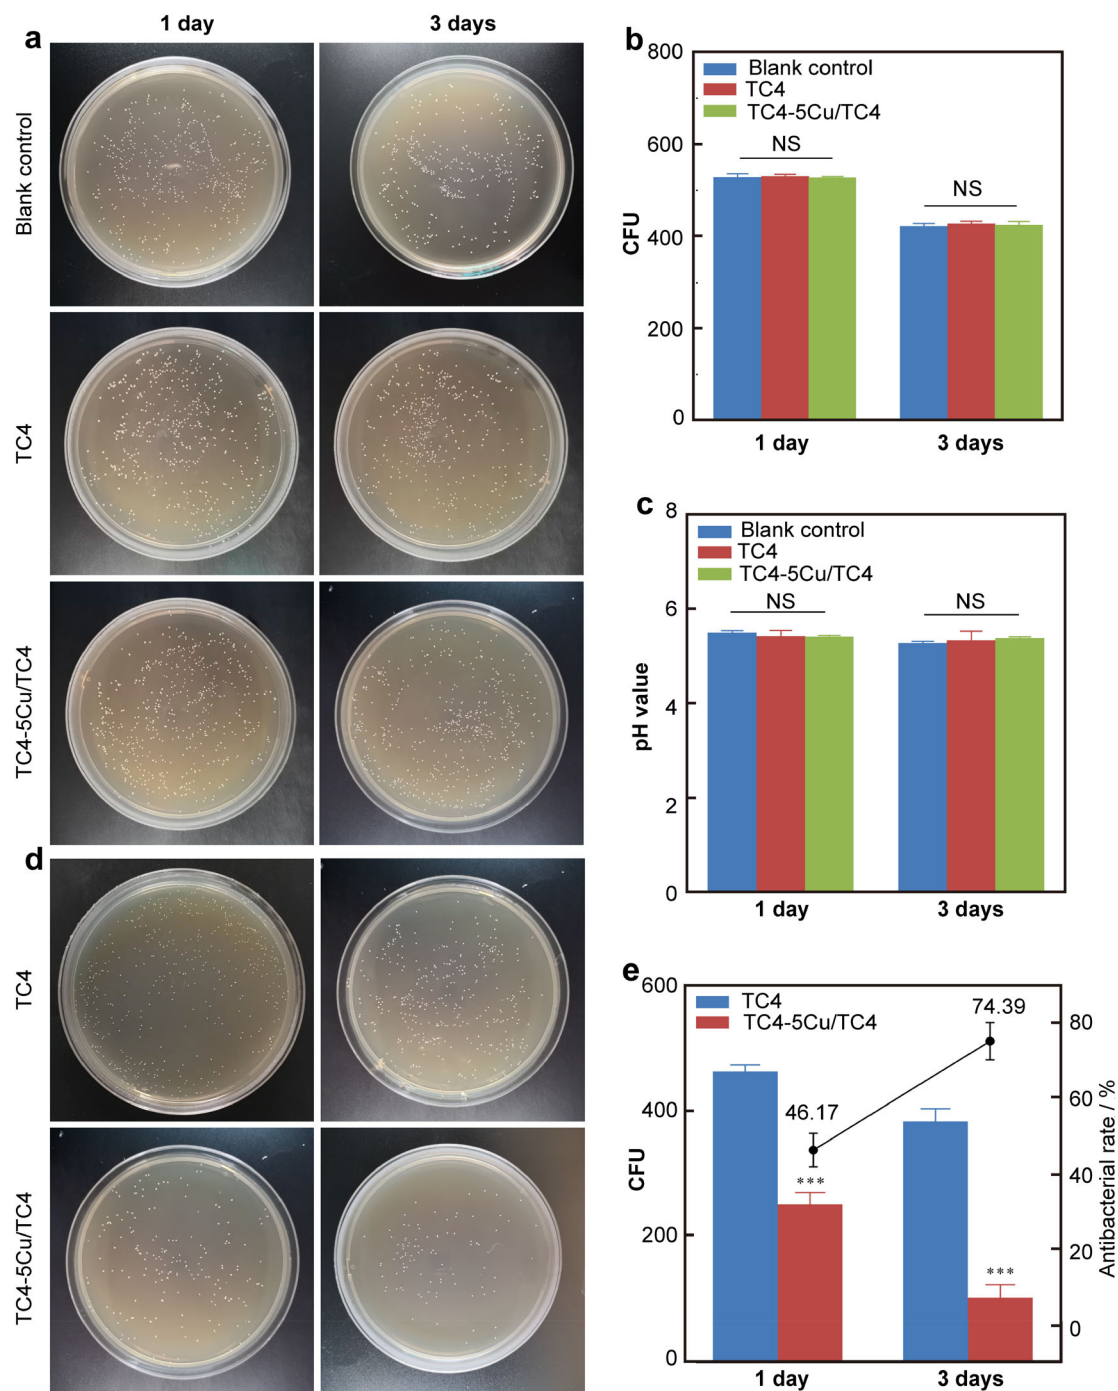 1 day
3 days
a
Blank control
TC4
TC4-5Cu/TC4
b
800
600
400
200
0
CFU
Blank control
TC4
TC4-5Cu/TC4
NS
NS
1 day
3 days
c
8
6
4
2
0
pH value
Blank control
TC4
TC4-5Cu/TC4
NS
NS
1 day
3 days
d
TC4
TC4-5Cu/TC4
e
600
400
200
0
CFU
TC4
TC4-5Cu/TC4
46.17
74.39
***
***
80
60
40
20
0
Antibacterial rate / %
1 day
3 days